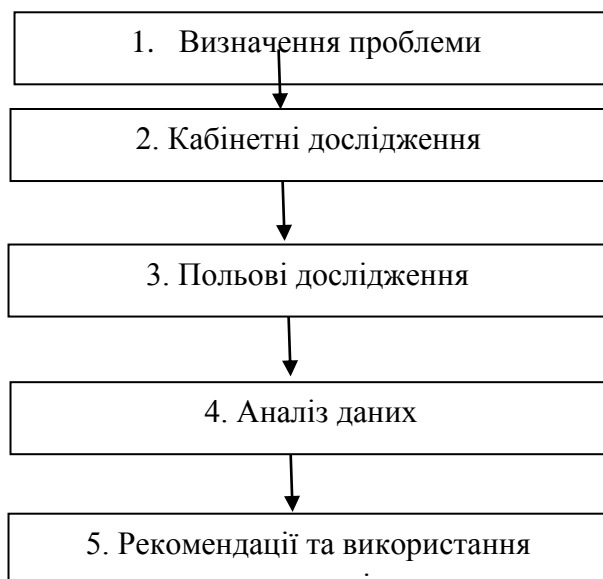 1. Визначення проблеми
2. Кабінетні дослідження
3. Польові дослідження
4. Аналіз даних
5. Рекомендації та використання